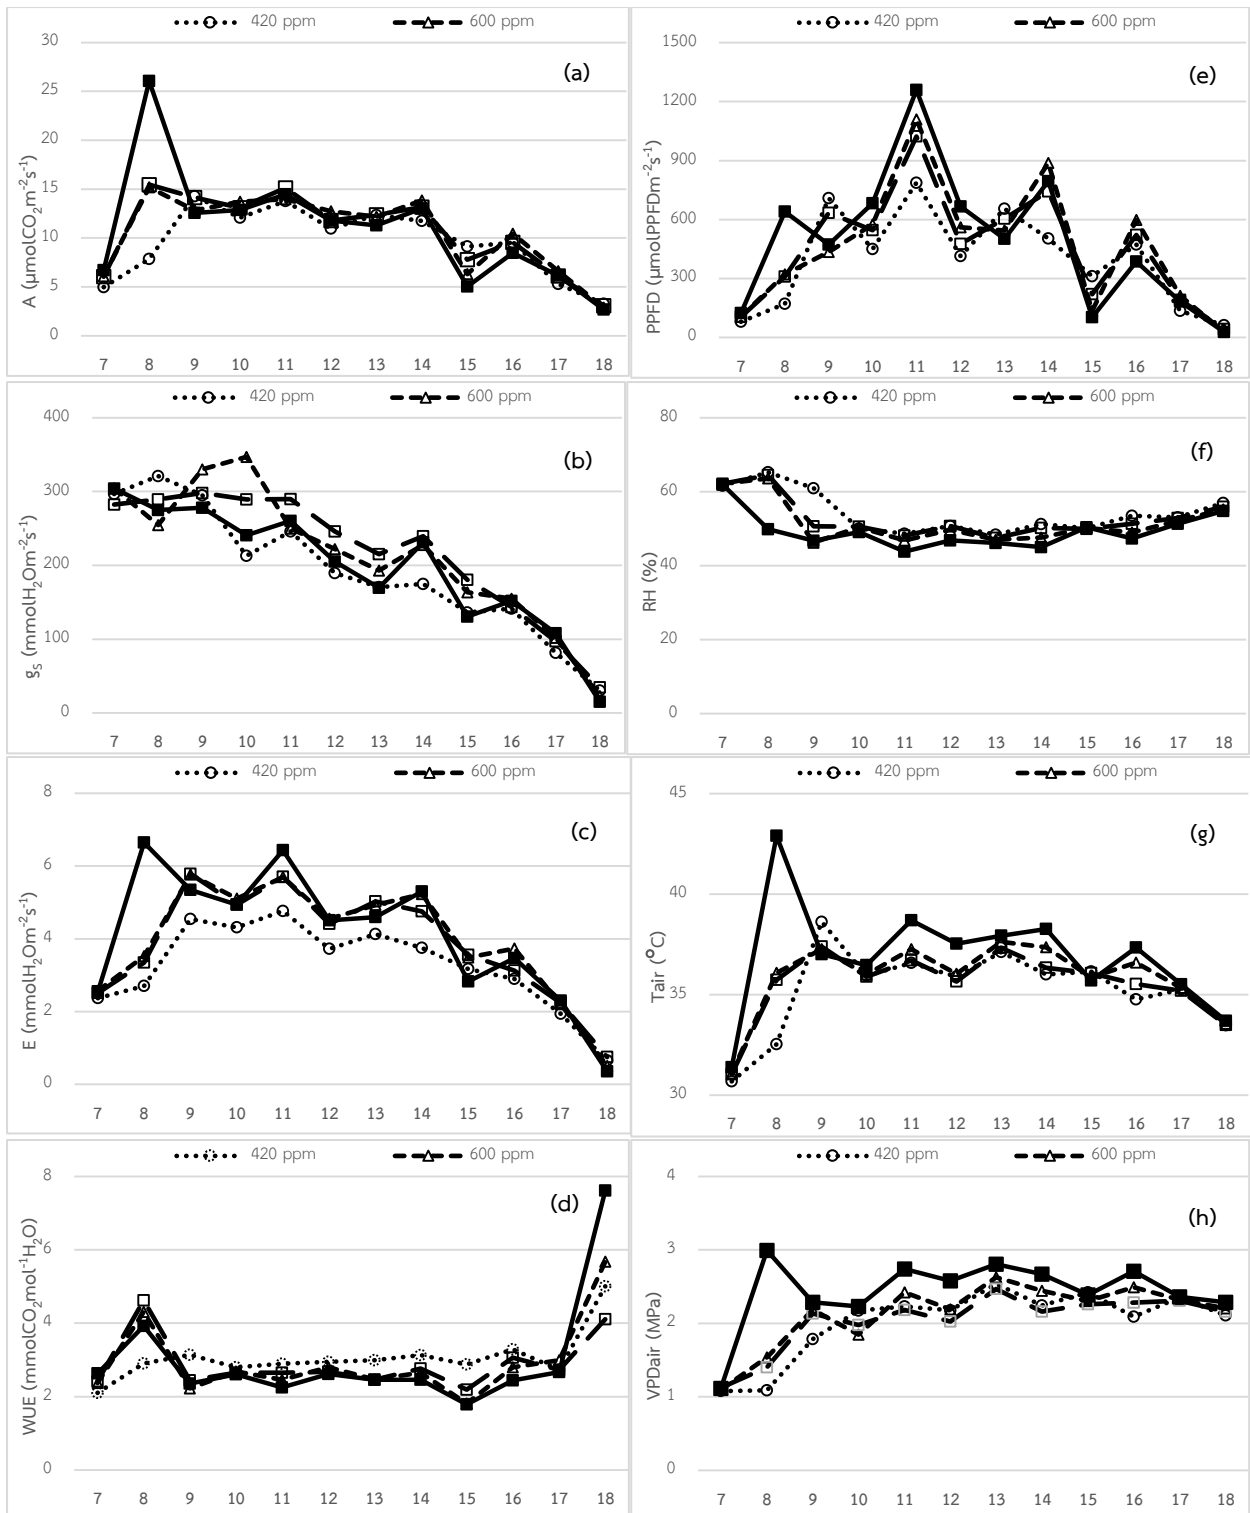 420 ppm 600 ppm
30
25
20
15
10
5
0
A (µmolCO₂m⁻²s⁻¹)
(a)
7 8 9 10 11 12 13 14 15 16 17 18
420 ppm 600 ppm
1500
1200
900
600
300
0
PPFD (µmolPPFDm⁻²s⁻¹)
(e)
7 8 9 10 11 12 13 14 15 16 17 18
420 ppm 600 ppm
400
300
200
100
0
gₛ (mmolH₂Om⁻²s⁻¹)
(b)
7 8 9 10 11 12 13 14 15 16 17 18
420 ppm 600 ppm
80
60
40
20
0
RH (%)
(f)
7 8 9 10 11 12 13 14 15 16 17 18
420 ppm 600 ppm
8
6
4
2
0
E (mmolH₂Om⁻²s⁻¹)
(c)
7 8 9 10 11 12 13 14 15 16 17 18
420 ppm 600 ppm
45
40
35
30
Tair (⁰C)
(g)
7 8 9 10 11 12 13 14 15 16 17 18
420 ppm 600 ppm
8
6
4
2
0
WUE (mmolCO₂mol⁻¹H₂O)
(d)
7 8 9 10 11 12 13 14 15 16 17 18
420 ppm 600 ppm
4
3
2
1
0
VPDair (MPa)
(h)
7 8 9 10 11 12 13 14 15 16 17 18